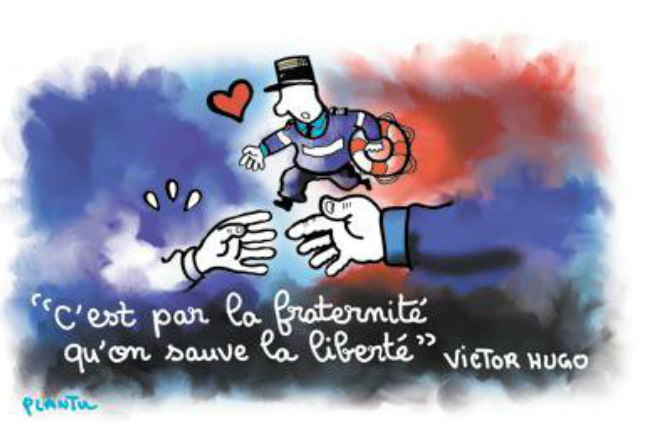 “C'est par la fraternité
qu'on sauve la liberté” VICTOR HUGO
PLANTU